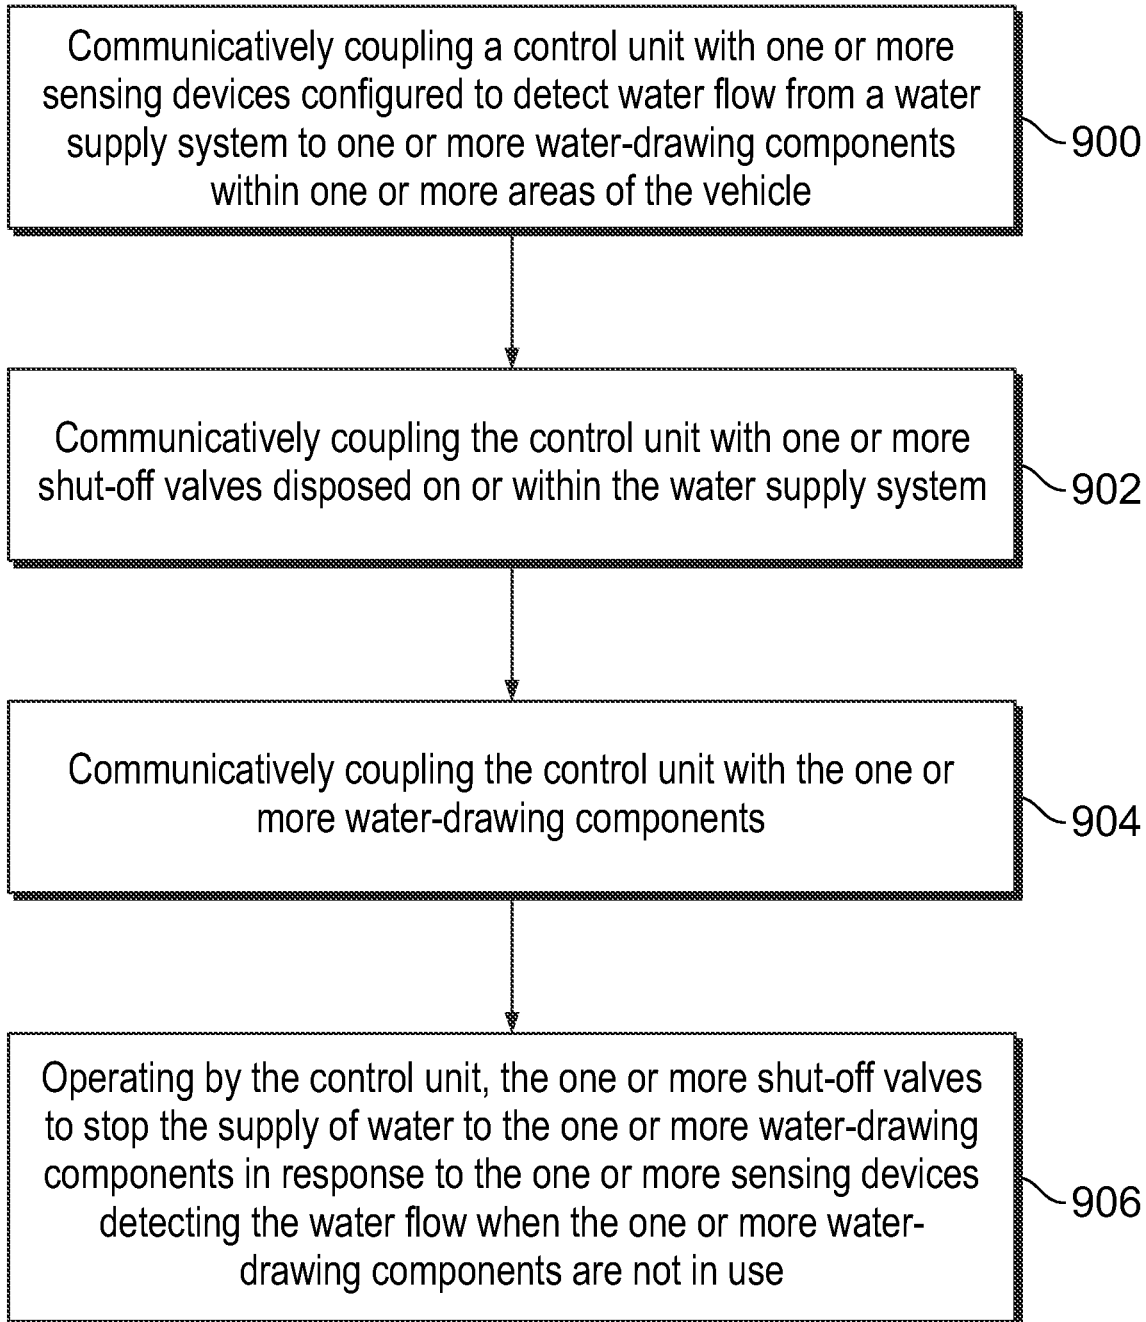 Communicatively coupling a control unit with one or more
sensing devices configured to detect water flow from a water
supply system to one or more water-drawing components
within one or more areas of the vehicle
900
Communicatively coupling the control unit with one or more
shut-off valves disposed on or within the water supply system
902
Communicatively coupling the control unit with the one or
more water-drawing components
904
Operating by the control unit, the one or more shut-off valves
to stop the supply of water to the one or more water-drawing
components in response to the one or more sensing devices
detecting the water flow when the one or more water-
drawing components are not in use
906